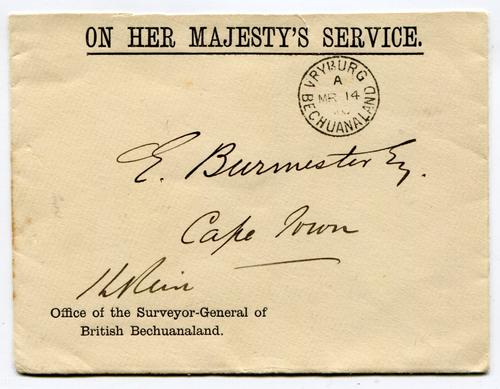 ON HER MAJESTY'S SERVICE.
VRYBURG
A
MR 14
BECHUANALAND
E. Burmester Esq.
Cape Town
Office of the Surveyor-General of
British Bechuanaland.